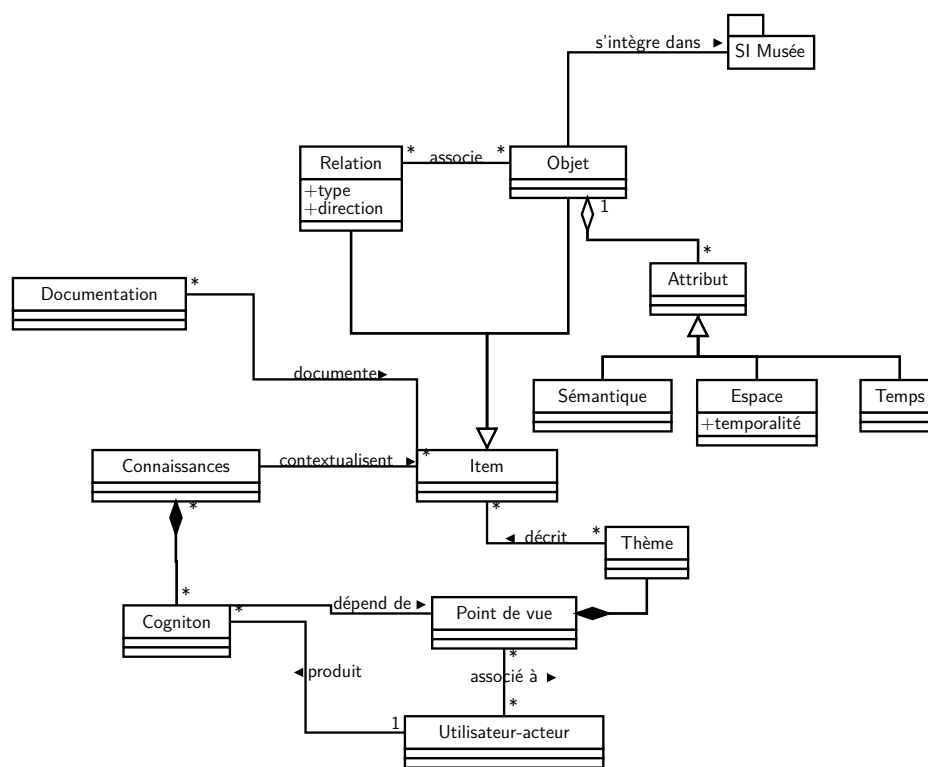 s'intègre dans ►
SI Musée
Relation
+type
+direction
*
associe
*
Objet
1
*
Attribut
Documentation
*
documente►
Sémantique
Espace
+temporalité
Temps
Connaissances
*
contextualisent ►
*
Item
*
◄ décrit
*
Thème
*
Cogniton
*
dépend de ►
Point de vue
*
◄ produit
associé à ►
*
1
Utilisateur-acteur